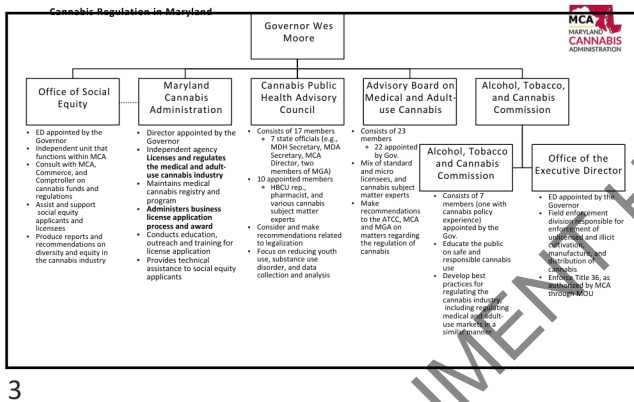 Cannabis Regulation in Maryland
MCA
MARYLAND
CANNABIS
ADMINISTRATION
Governor Wes
Moore
Office of Social
Equity
• ED appointed by the
Governor
• Independent unit that
functions within MCA
• Consult with MCA,
Commerce, and
Comptroller on
cannabis funds and
regulations
• Assist and support
social equity
applicants and
licensees
• Produce reports and
recommendations on
diversity and equity in
the cannabis industry
Maryland
Cannabis
Administration
• Director appointed by the
Governor
• Independent agency
• Licenses and regulates
the medical and adult-
use cannabis industry
• Maintains medical
cannabis registry and
program
• Administers business
license application
process and award
• Conducts education,
outreach and training for
license application
• Provides technical
assistance to social equity
applicants
Cannabis Public
Health Advisory
Council
• Consists of 17 members
7 state officials (e.g.,
MDH Secretary, MDA
Secretary, MCA
Director, two
members of MGA)
• 10 appointed members
HBCU rep.,
pharmacist, and
various cannabis
subject matter
experts
• Consider and make
recommendations related
to legalization
• Focus on reducing youth
use, substance use
disorder, and data
collection and analysis
Advisory Board on
Medical and Adult-
use Cannabis
• Consists of 23
members
22 appointed
by Gov.
• Mix of standard
and micro
licensees, and
cannabis subject
matter experts
• Make
recommendations
to the ATCC, MCA
and MGA on
matters regarding
the regulation of
cannabis
Alcohol, Tobacco,
and Cannabis
Commission
Alcohol, Tobacco
and Cannabis
Commission
• Consists of 7
members (one with
cannabis policy
experience)
appointed by the
Gov.
• Educate the public
on safe and
responsible cannabis
use
• Develop best
practices for
regulating the
cannabis industry,
including regulating
medical and adult-
use markets in a
similar manner
Office of the
Executive Director
• ED appointed by the
Governor
• Field enforcement
division responsible for
enforcement of
unlicensed and illicit
cultivation,
manufacture, and
distribution of
cannabis
• Enforce Title 36, as
authorized by MCA
through MOU
3